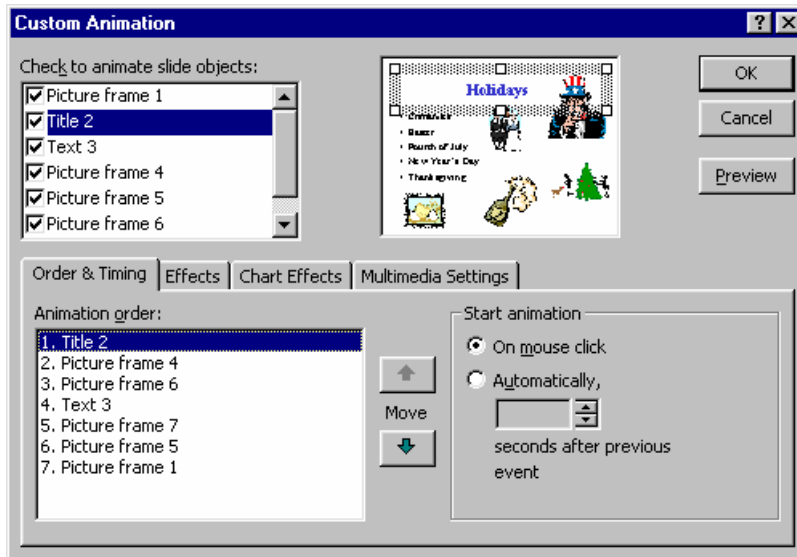 Custom Animation
Check to animate slide objects:
Picture frame 1
Title 2
Text 3
Picture frame 4
Picture frame 5
Picture frame 6
Holidays
Easter
Fourth of July
New Year's Day
Thanksgiving
OK
Cancel
Preview
Order & Timing
Effects
Chart Effects
Multimedia Settings
Animation order:
1. Title 2
2. Picture frame 4
3. Picture frame 6
4. Text 3
5. Picture frame 7
6. Picture frame 5
7. Picture frame 1
Move
Start animation
On mouse click
Automatically,
seconds after previous
event